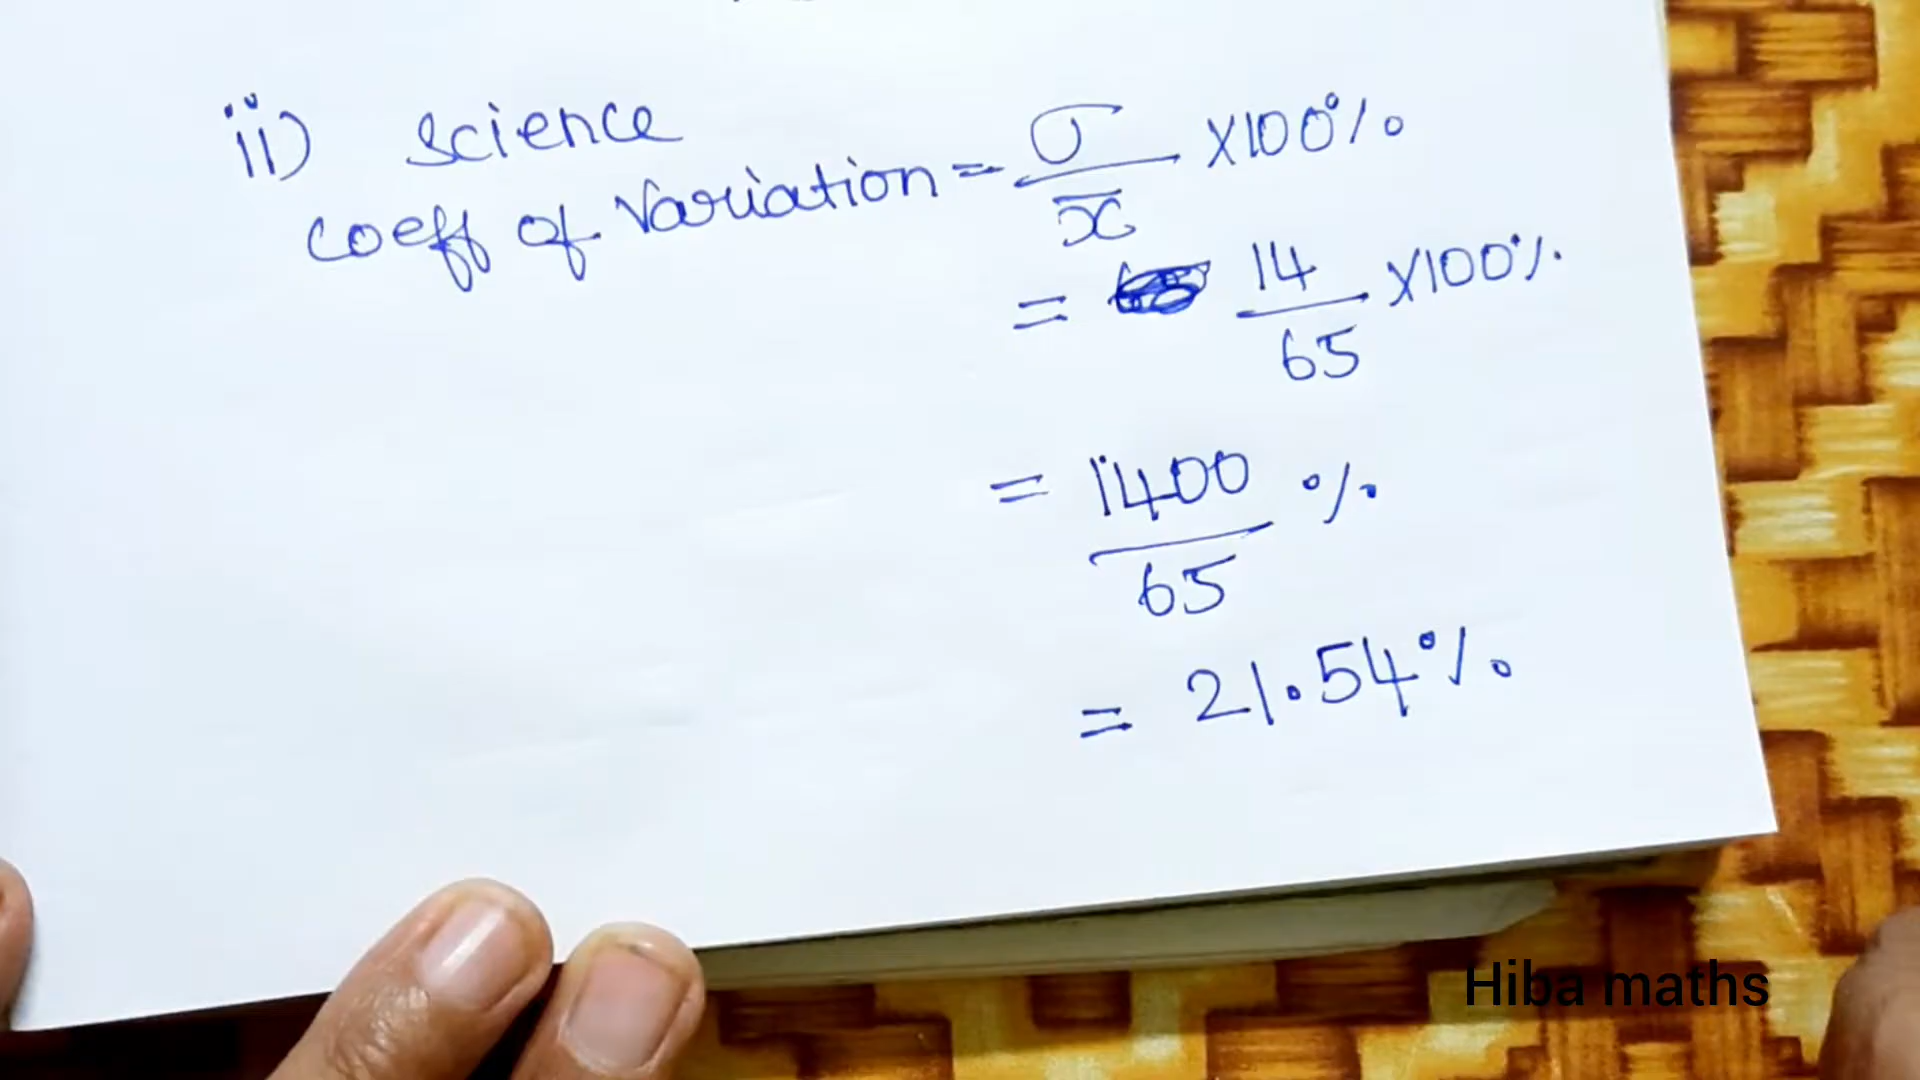 ii) Science
Coeff of Variation = σ/x̄ ×100%
= 14/65 ×100%
= 1400/65 %
= 21.54%
Hiba maths